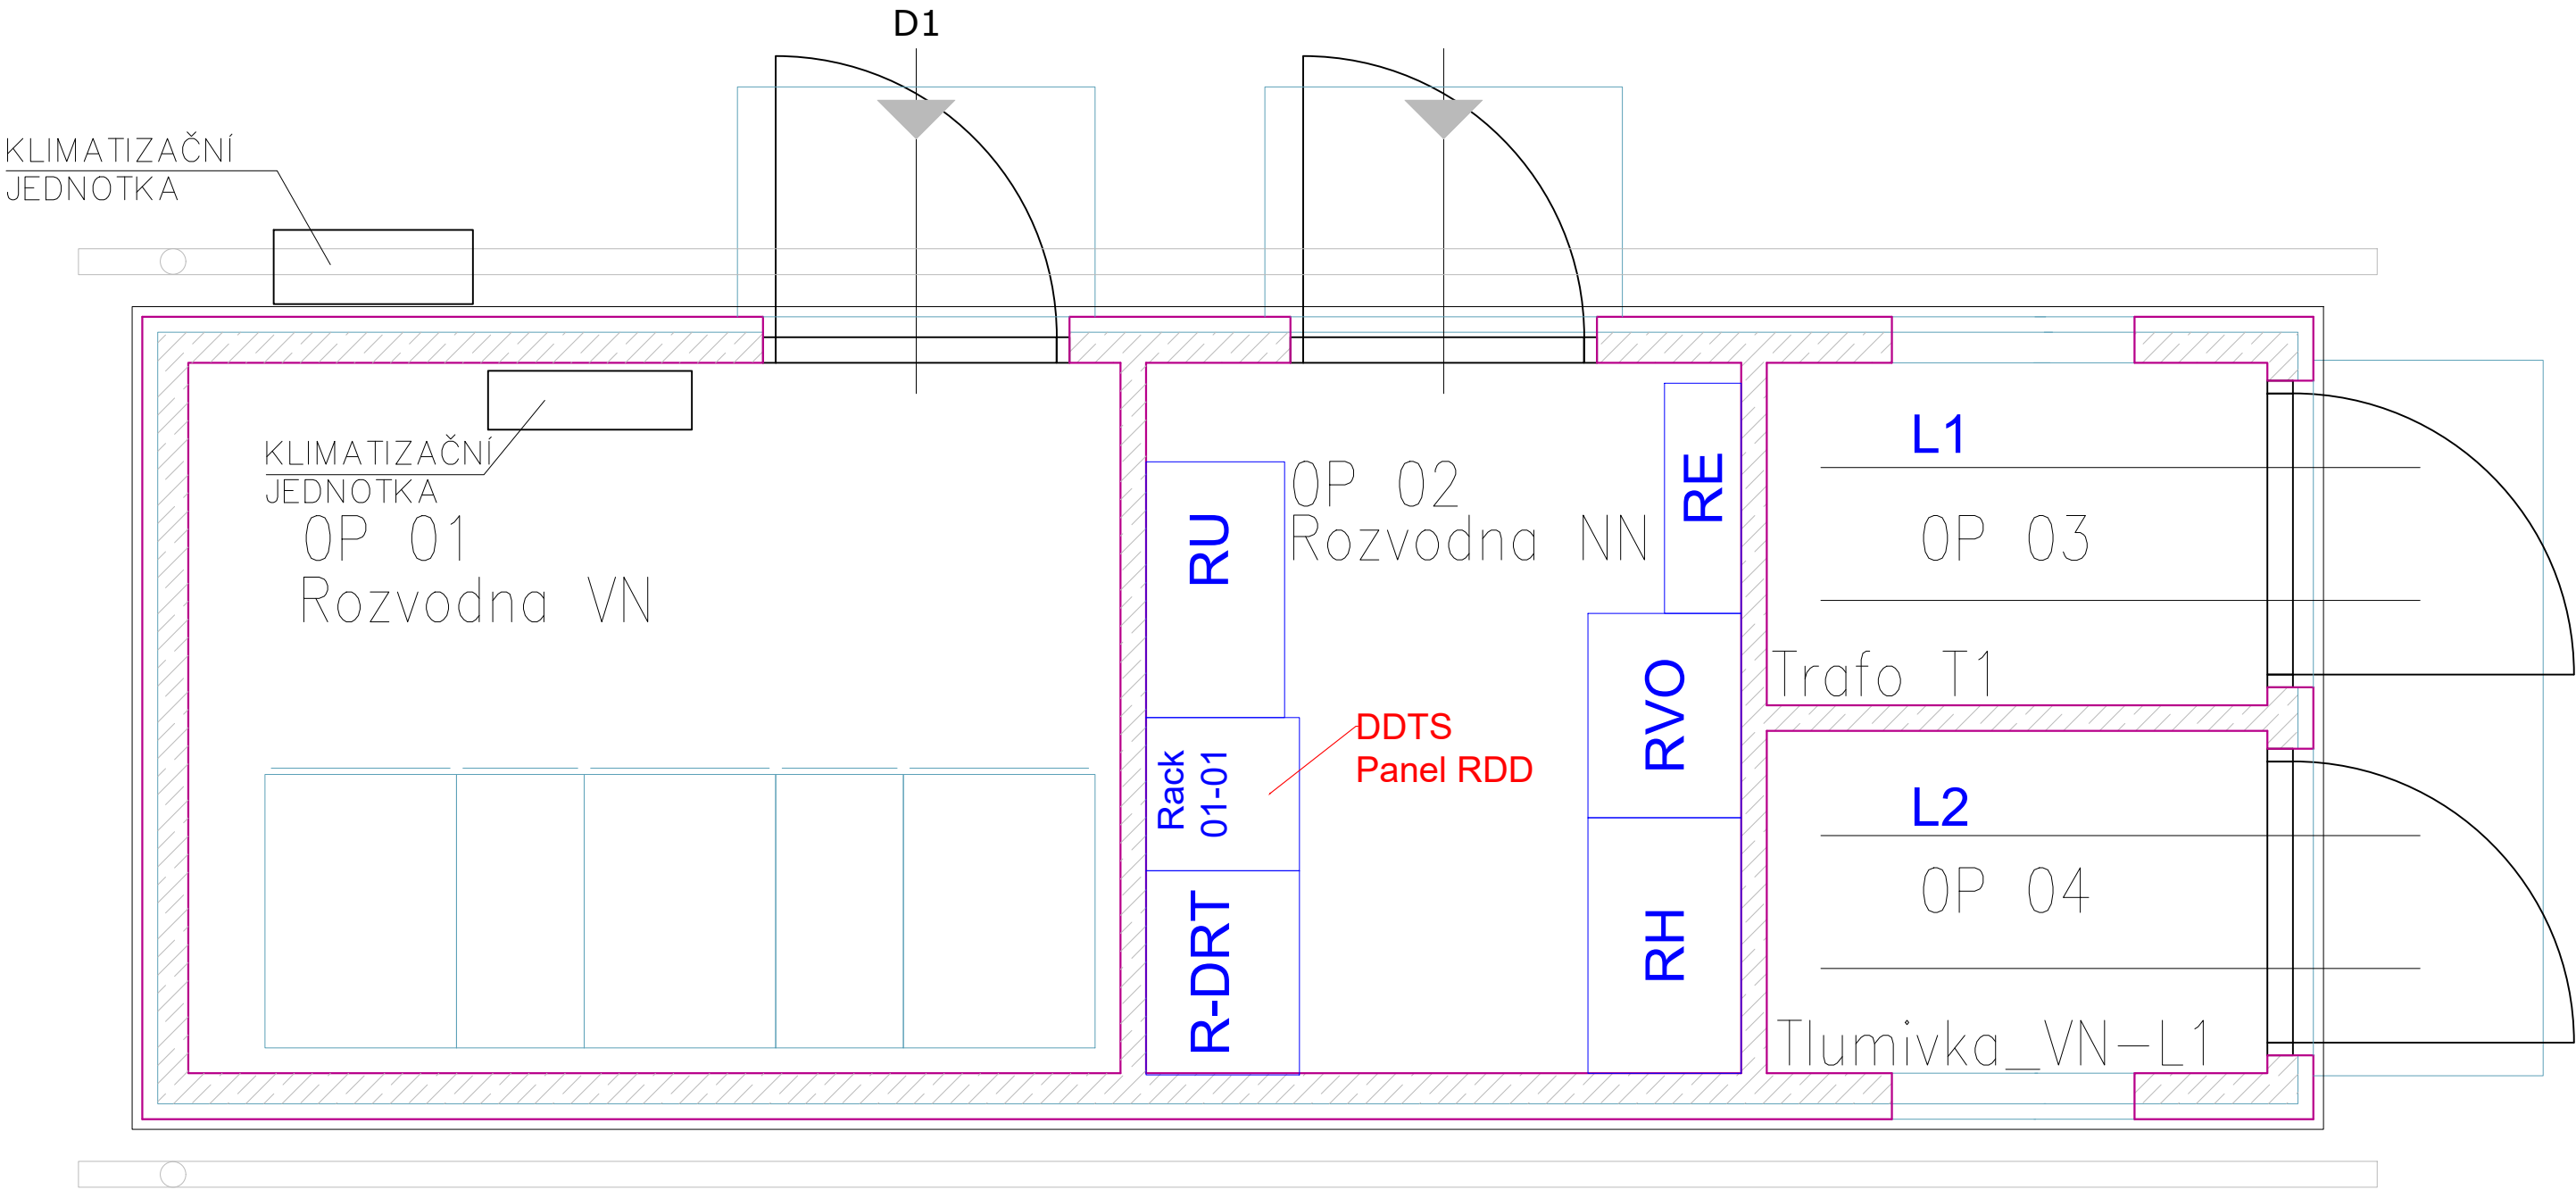 D1
KLIMATIZAČNÍ
JEDNOTKA
KLIMATIZAČNÍ
JEDNOTKA
OP 01
Rozvodna VN
RU
OP 02
Rozvodna NN
RE
Rack
01-01
DDTS
Panel RDD
RVO
R-DRT
RH
L1
OP 03
Trafo T1
L2
OP 04
Tlumivka_VN-L1